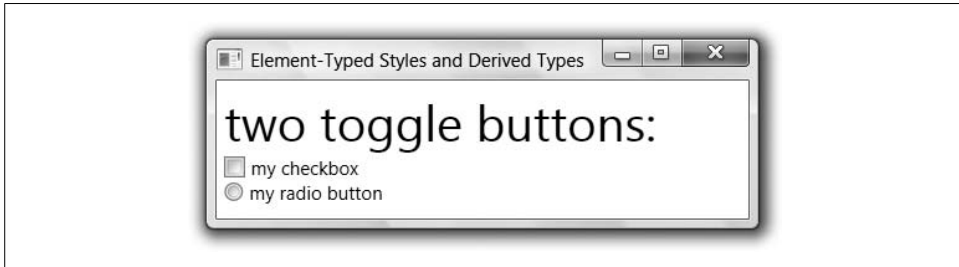 Element-Typed Styles and Derived Types
two toggle buttons:
my checkbox
my radio button